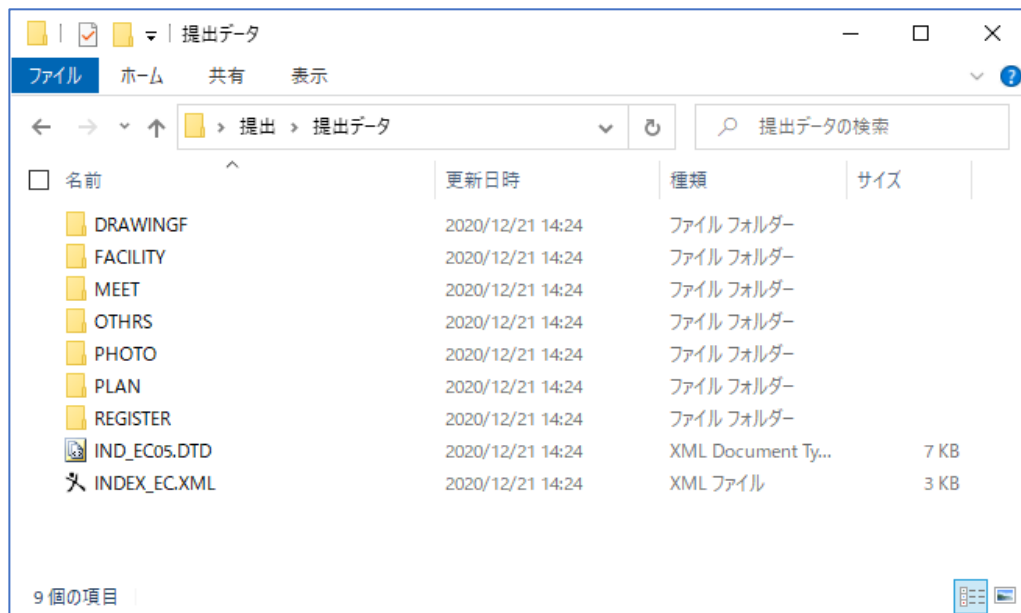 提出データ
ファイル ホーム 共有 表示
提出 › 提出データ 提出データの検索
名前 更新日時 種類 サイズ
DRAWINGF 2020/12/21 14:24 ファイル フォルダー
FACILITY 2020/12/21 14:24 ファイル フォルダー
MEET 2020/12/21 14:24 ファイル フォルダー
OTHRS 2020/12/21 14:24 ファイル フォルダー
PHOTO 2020/12/21 14:24 ファイル フォルダー
PLAN 2020/12/21 14:24 ファイル フォルダー
REGISTER 2020/12/21 14:24 ファイル フォルダー
IND_EC05.DTD 2020/12/21 14:24 XML Document Ty... 7 KB
INDEX_EC.XML 2020/12/21 14:24 XML ファイル 3 KB
9 個の項目